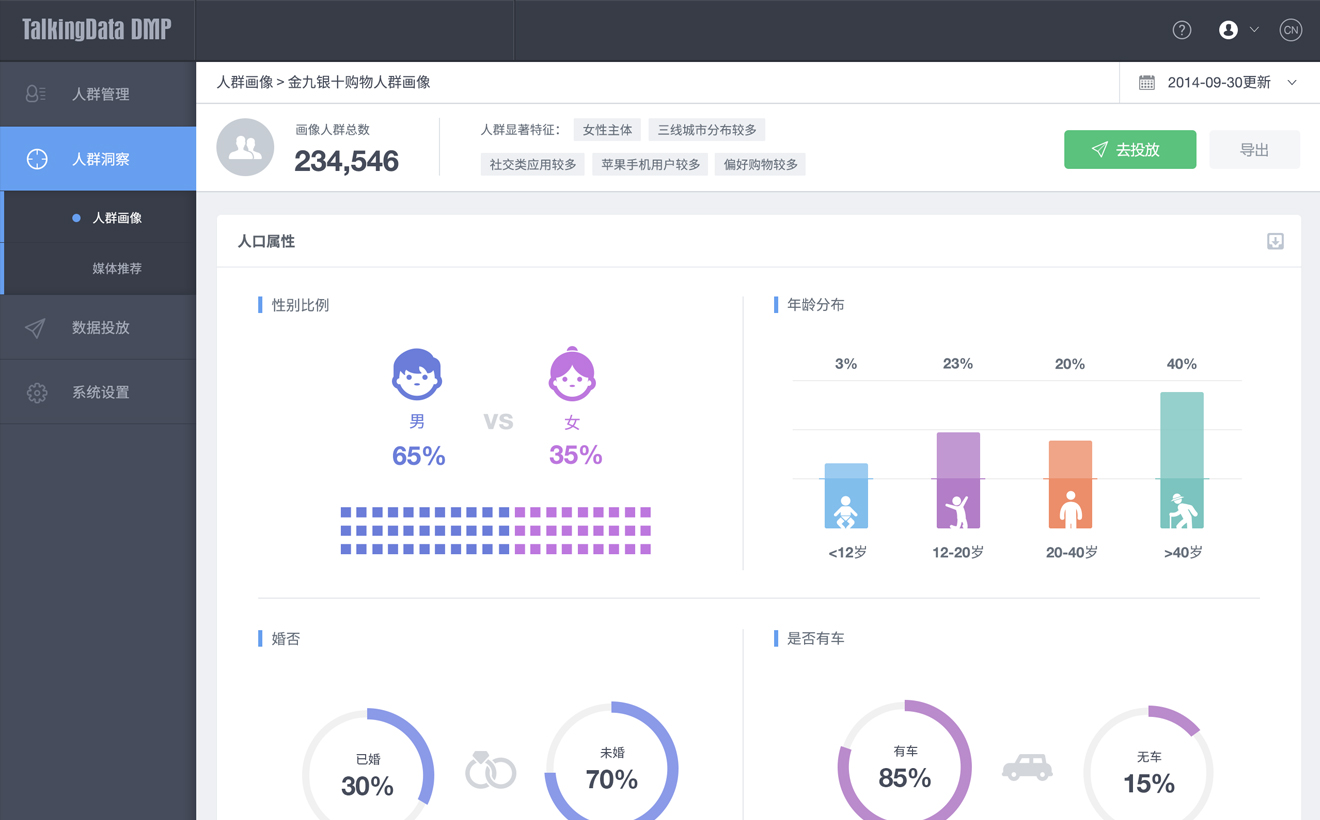 TalkingData DMP
?
CN
人群管理
人群洞察
人群画像
媒体推荐
数据投放
系统设置
人群画像 > 金九银十购物人群画像
2014-09-30更新
画像人群总数
234,546
人群显著特征：
女性主体
三线城市分布较多
社交类应用较多
苹果手机用户较多
偏好购物较多
去投放
导出
人口属性
性别比例
男
65%
VS
女
35%
年龄分布
3%
23%
20%
40%
<12岁
12-20岁
20-40岁
>40岁
婚否
已婚
30%
未婚
70%
是否有车
有车
85%
无车
15%